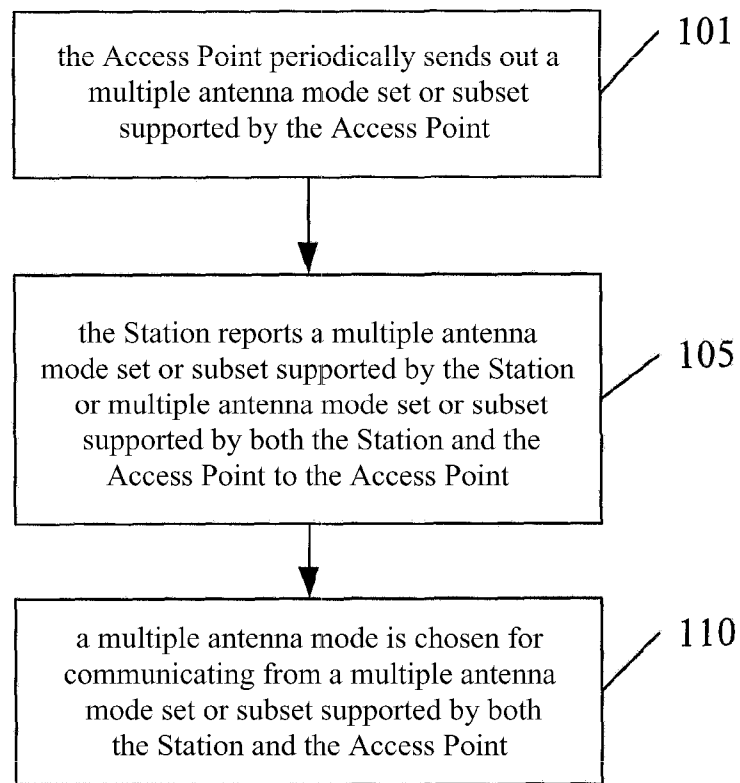 the Access Point periodically sends out a
multiple antenna mode set or subset
supported by the Access Point
101
the Station reports a multiple antenna
mode set or subset supported by the Station
or multiple antenna mode set or subset
supported by both the Station and the
Access Point to the Access Point
105
a multiple antenna mode is chosen for
communicating from a multiple antenna
mode set or subset supported by both
the Station and the Access Point
110